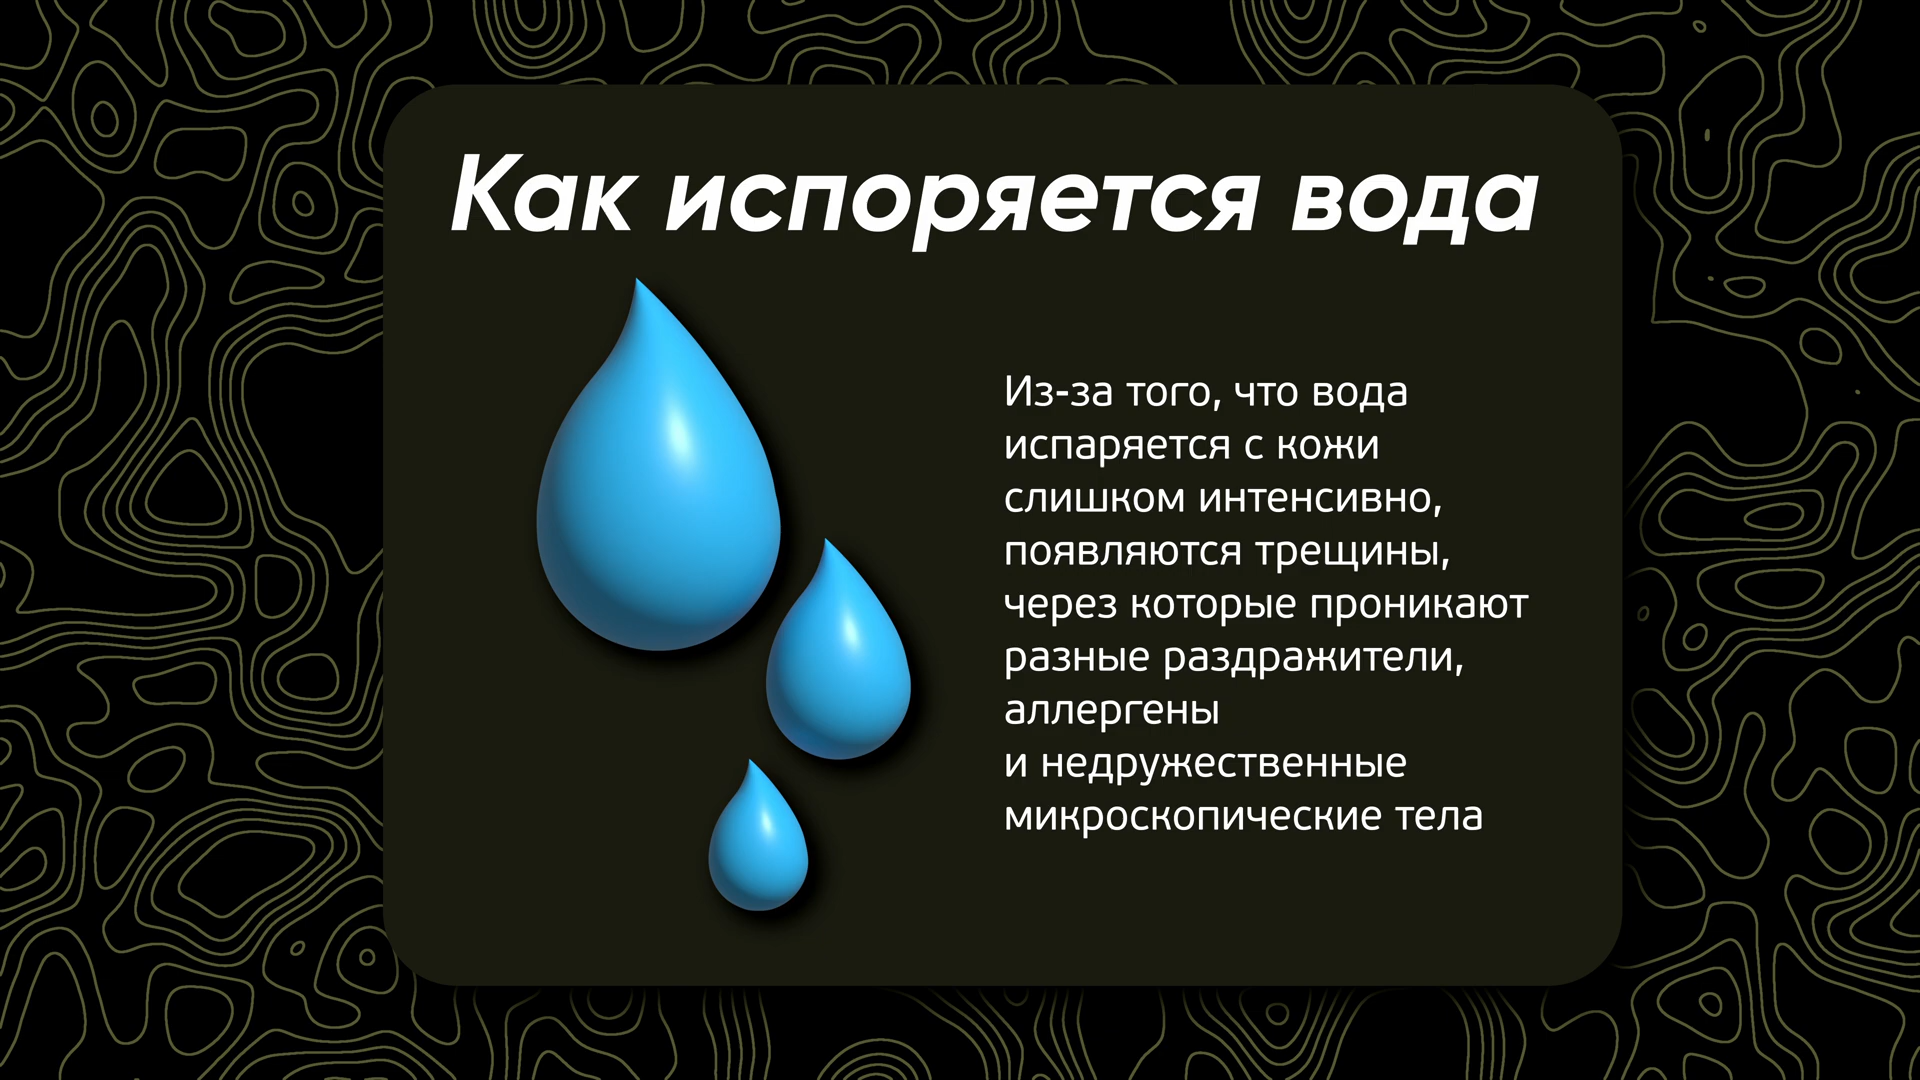 Как испоряется вода
Из-за того, что вода
испаряется с кожи
слишком интенсивно,
появляются трещины,
через которые проникают
разные раздражители,
аллергены
и недружественные
микроскопические тела